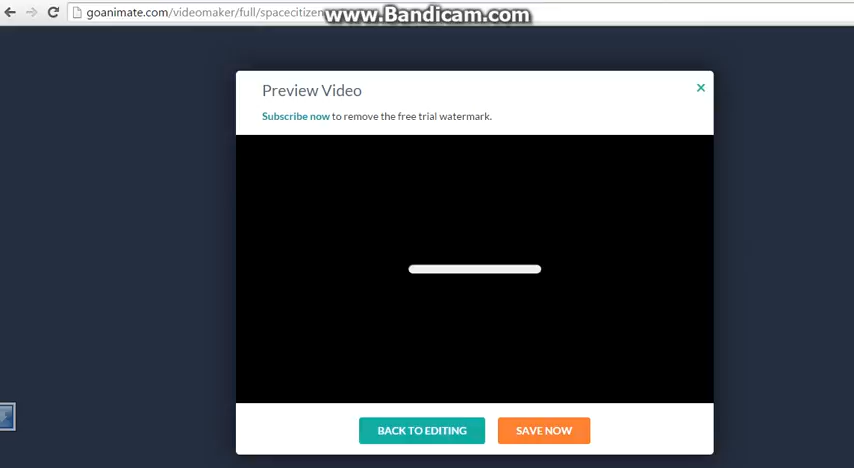 goanimate.com/videomaker/full/spacecitizen
www.Bandicam.com
Preview Video
×
Subscribe now to remove the free trial watermark.
BACK TO EDITING
SAVE NOW